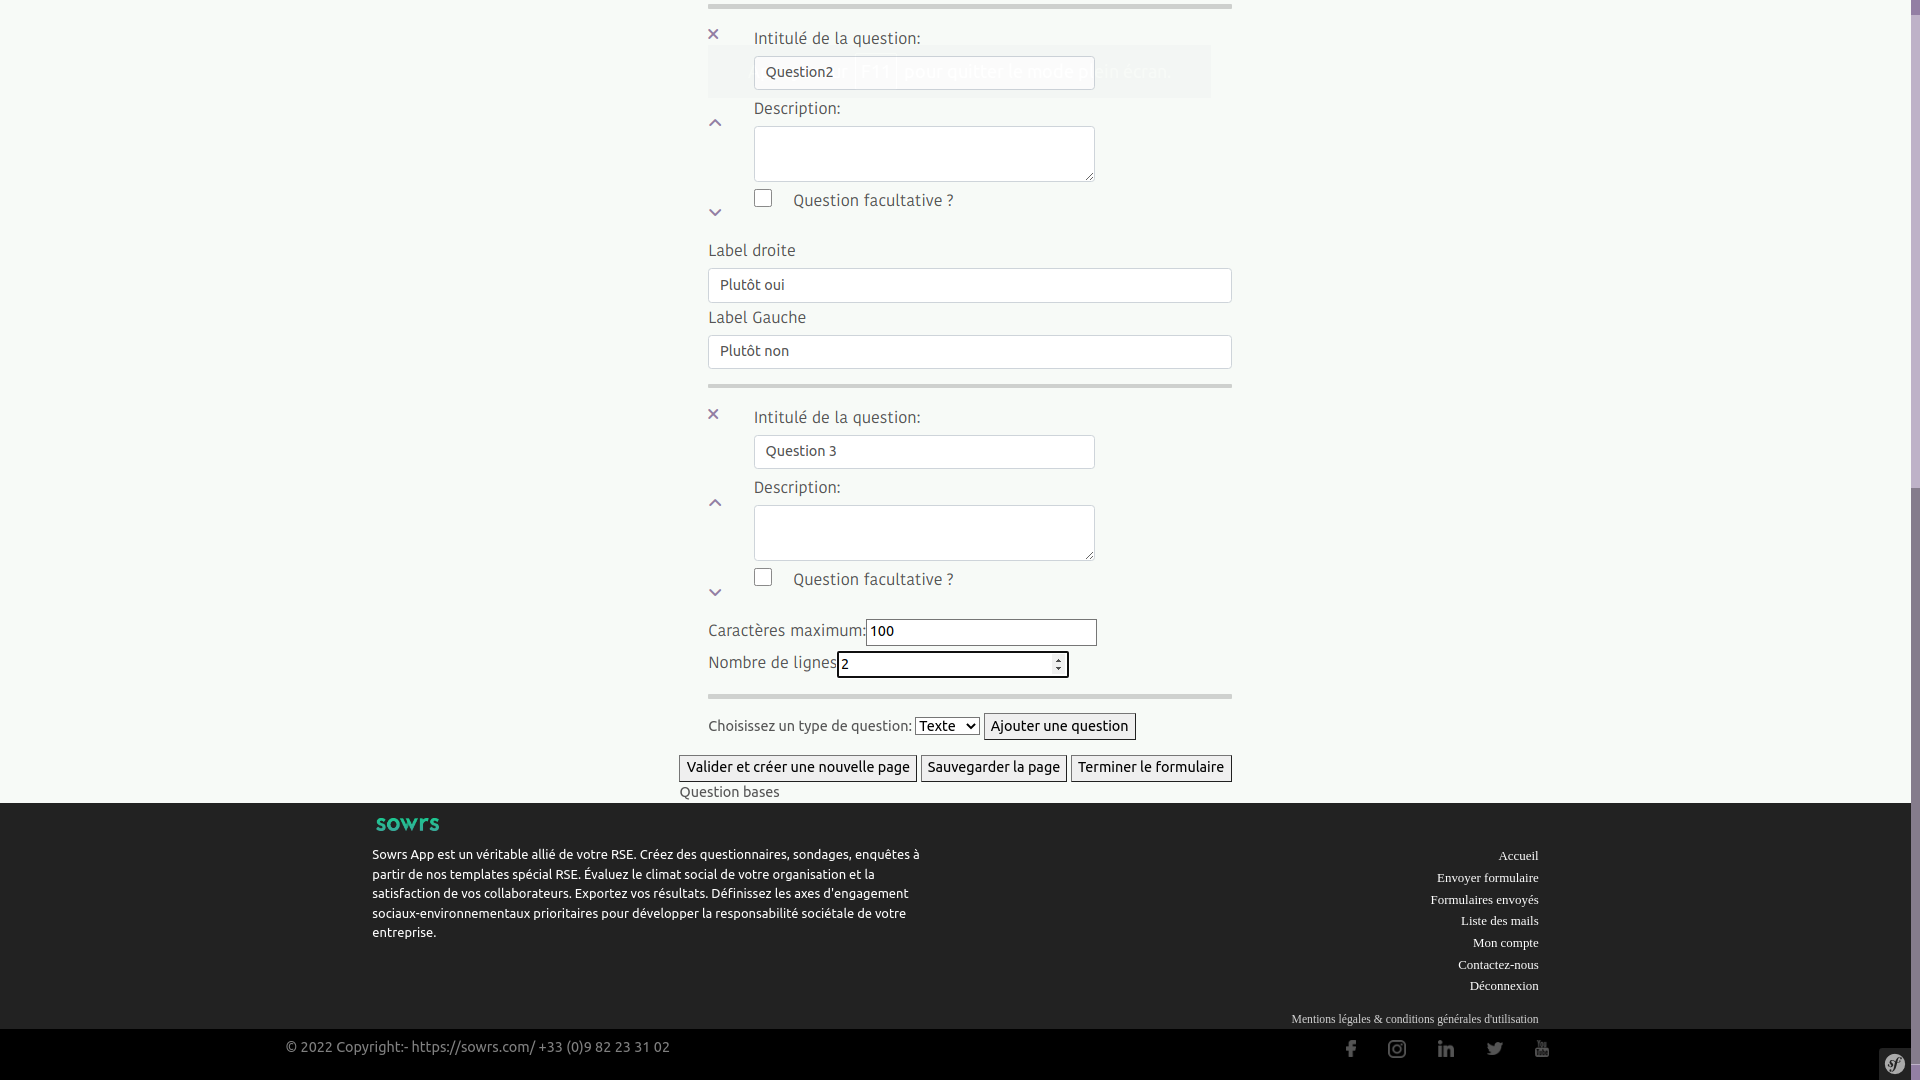 Intitulé de la question:
Question2
Description:
Question facultative ?
Label droite
Plutôt oui
Label Gauche
Plutôt non
Intitulé de la question:
Question 3
Description:
Question facultative ?
Caractères maximum: 100
Nombre de lignes 2
Choisissez un type de question: Texte Ajouter une question
Valider et créer une nouvelle page Sauvegarder la page Terminer le formulaire
Question bases
sowrs
Sowrs App est un véritable allié de votre RSE. Créez des questionnaires, sondages, enquêtes à
partir de nos templates spécial RSE. Évaluez le climat social de votre organisation et la
satisfaction de vos collaborateurs. Exportez vos résultats. Définissez les axes d'engagement
sociaux-environnementaux prioritaires pour développer la responsabilité sociétale de votre
entreprise.
Accueil
Envoyer formulaire
Formulaires envoyés
Liste des mails
Mon compte
Contactez-nous
Déconnexion
Mentions légales & conditions générales d'utilisation
© 2022 Copyright:- https://sowrs.com/ +33 (0)9 82 23 31 02